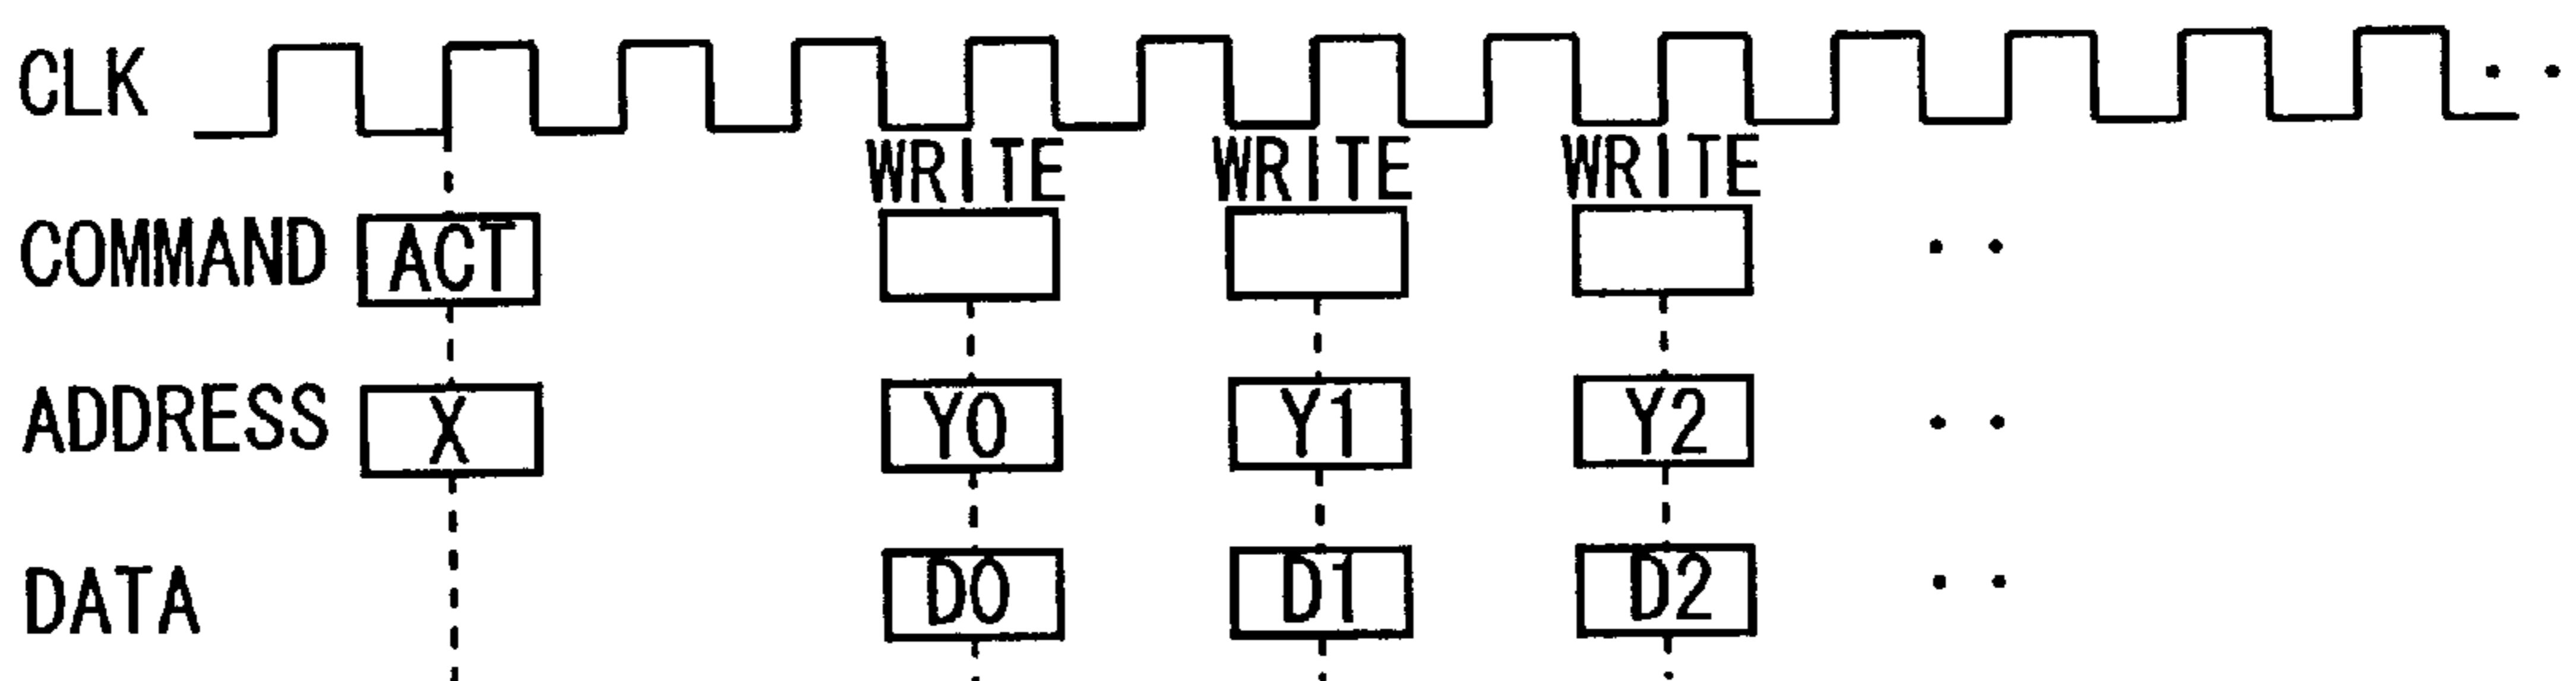 CLK
WRITE WRITE WRITE
COMMAND ACT
ADDRESS X Y0 Y1 Y2
DATA D0 D1 D2